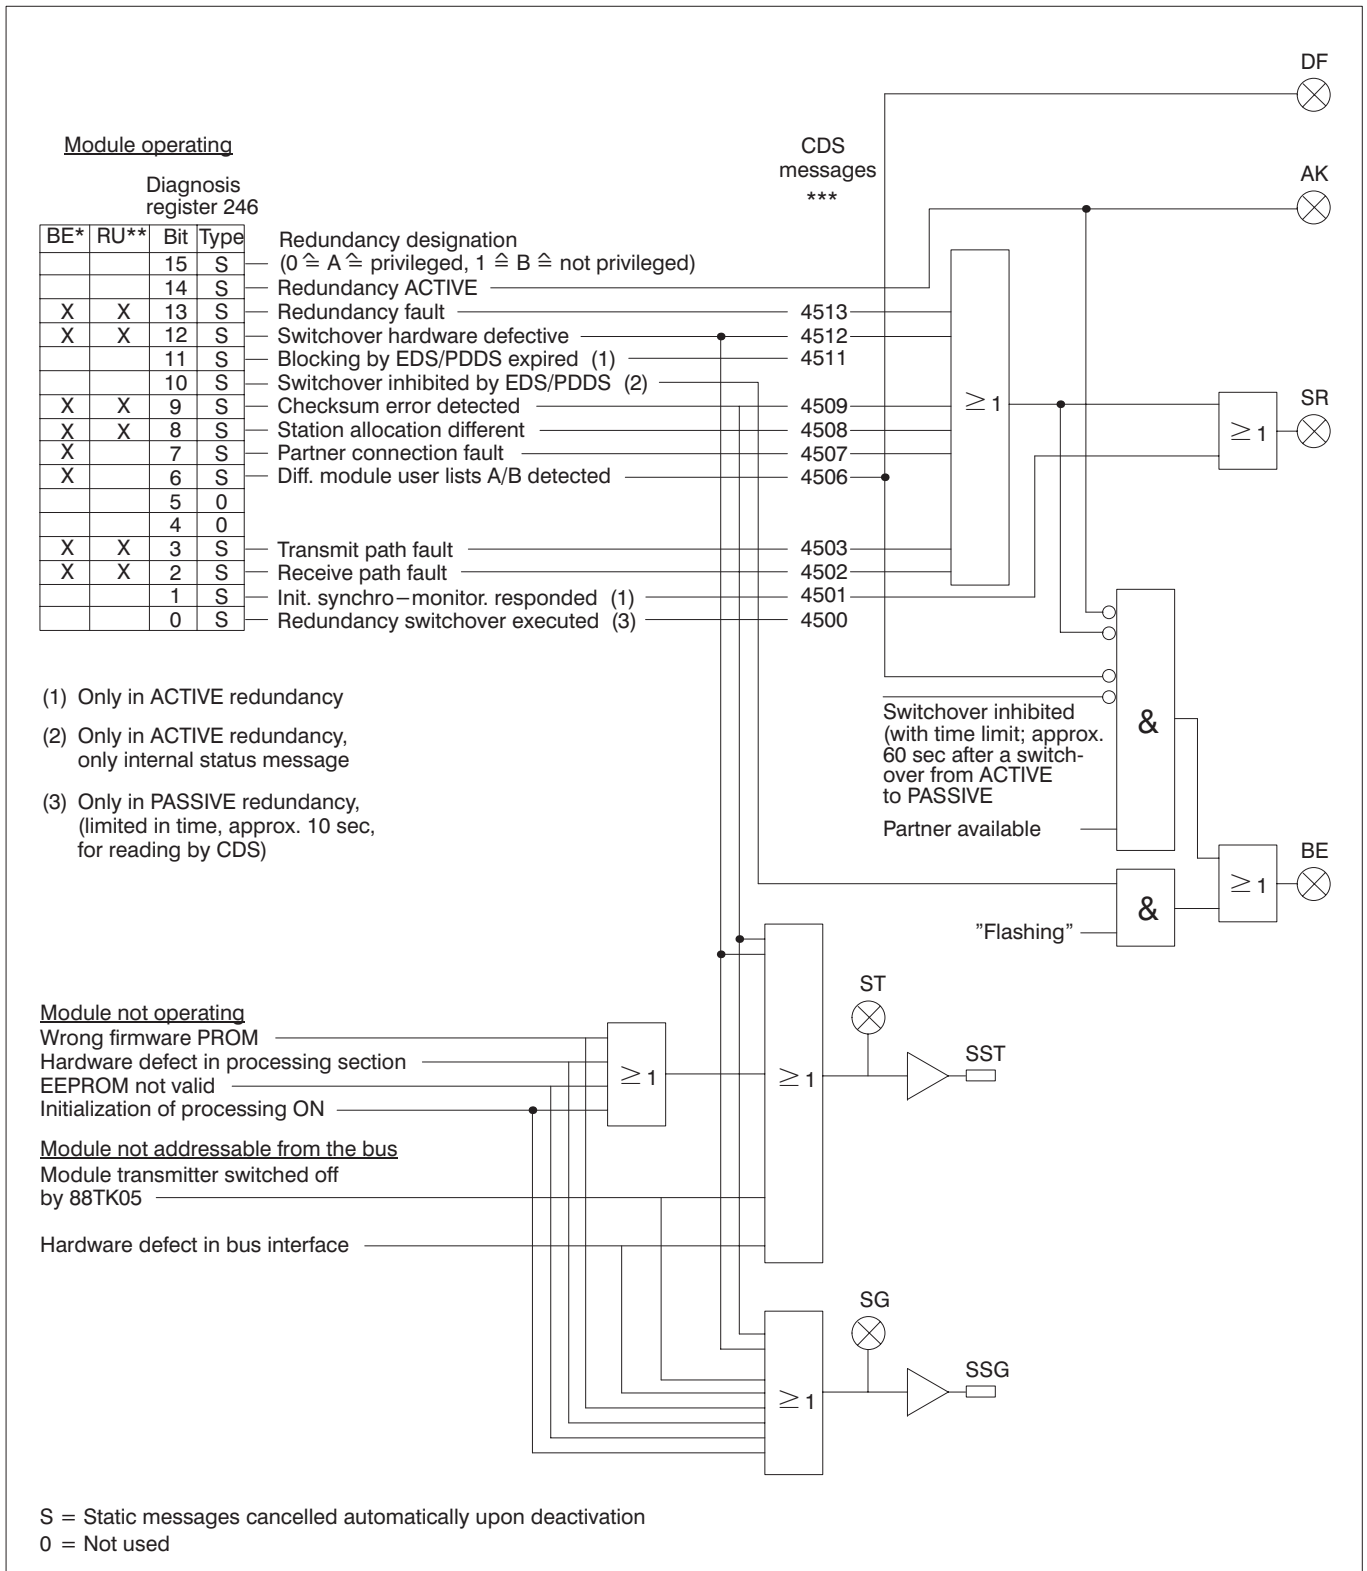 DF
Module operating
CDS
messages
***
AK
Diagnosis
register 246
BE* RU** Bit Type
Redundancy designation
15 S (0 ≙ A ≙ privileged, 1 ≙ B ≙ not privileged)
14 S Redundancy ACTIVE
X X 13 S Redundancy fault 4513
X X 12 S Switchover hardware defective 4512
11 S Blocking by EDS/PDDS expired (1) 4511
10 S Switchover inhibited by EDS/PDDS (2)
X X 9 S Checksum error detected 4509
X X 8 S Station allocation different 4508
X 7 S Partner connection fault 4507
X 6 S Diff. module user lists A/B detected 4506
5 0
4 0
X X 3 S Transmit path fault 4503
X X 2 S Receive path fault 4502
1 S Init. synchro–monitor. responded (1) 4501
0 S Redundancy switchover executed (3) 4500
≥ 1
≥ 1
SR
(1) Only in ACTIVE redundancy
(2) Only in ACTIVE redundancy,
only internal status message
(3) Only in PASSIVE redundancy,
(limited in time, approx. 10 sec,
for reading by CDS)
Switchover inhibited
(with time limit; approx.
60 sec after a switch-
over from ACTIVE
to PASSIVE
Partner available
&
"Flashing"
&
≥ 1
BE
Module not operating
Wrong firmware PROM
Hardware defect in processing section
EEPROM not valid
Initialization of processing ON
≥ 1
≥ 1
ST
SST
Module not addressable from the bus
Module transmitter switched off
by 88TK05
Hardware defect in bus interface
≥ 1
SG
SSG
S = Static messages cancelled automatically upon deactivation
0 = Not used